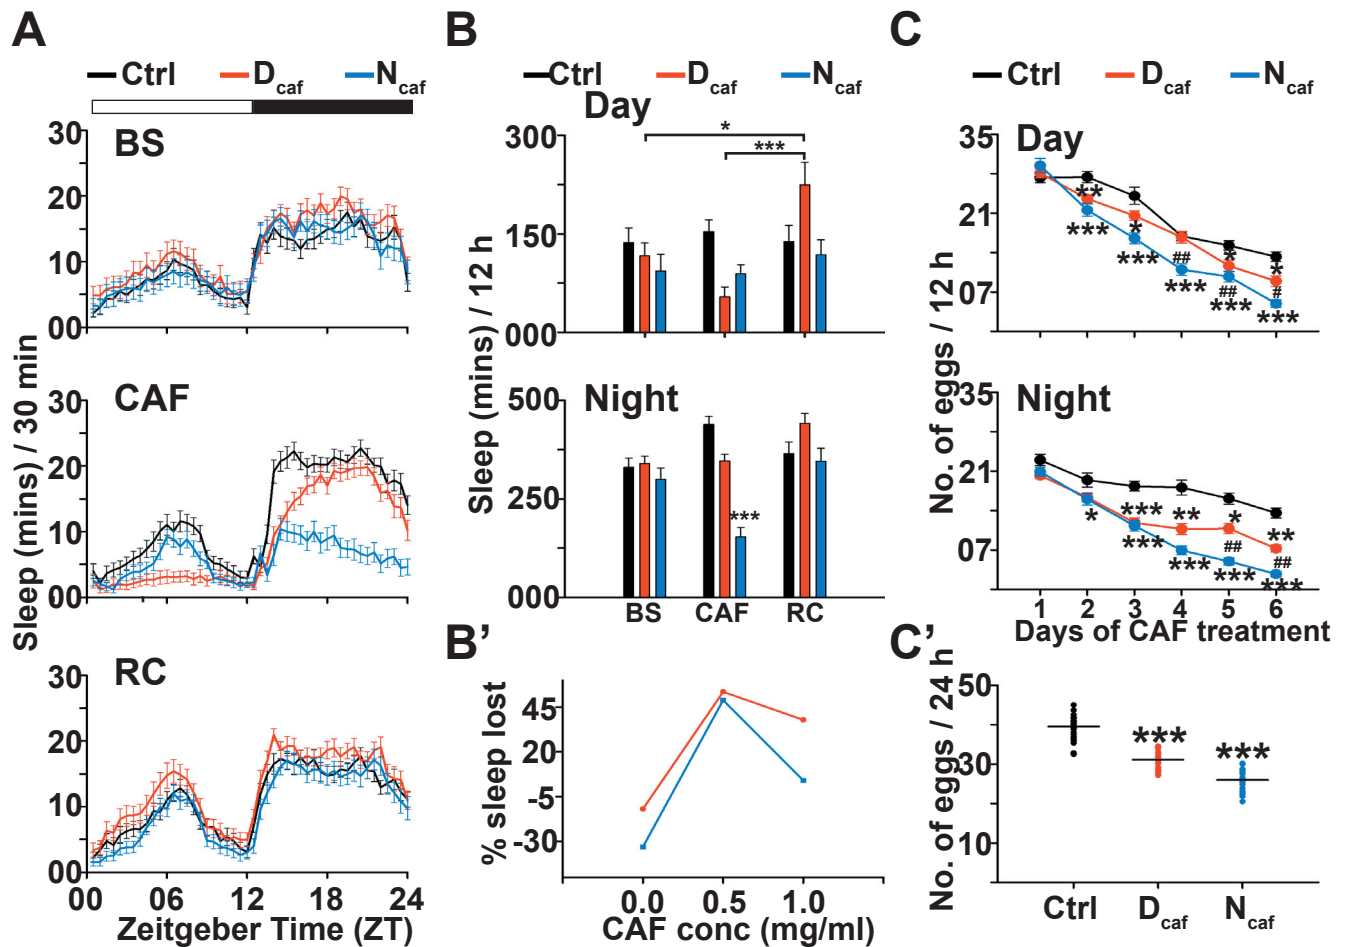 A
Ctrl Dcaf Ncaf
BS
30
20
10
00
CAF
30
20
10
00
RC
30
20
10
00
00 06 12 18 24
Zeitgeber Time (ZT)
Sleep (mins) / 30 min
B
Ctrl Dcaf Ncaf
Day
300
150
000
*
***
Night
500
250
000
***
BS CAF RC
Sleep (mins) / 12 h
B’
45
20
-5
-30
% sleep lost
0.0 0.5 1.0
CAF conc (mg/ml)
C
Ctrl Dcaf Ncaf
Day
35
21
07
**
***
*
***
##
***
*
##
***
*
#
***
Night
35
21
07
*
***
***
**
***
*
##
***
**
##
***
No. of eggs / 12 h
1 2 3 4 5 6
Days of CAF treatment
C’
50
30
10
***
***
No. of eggs / 24 h
Ctrl Dcaf Ncaf